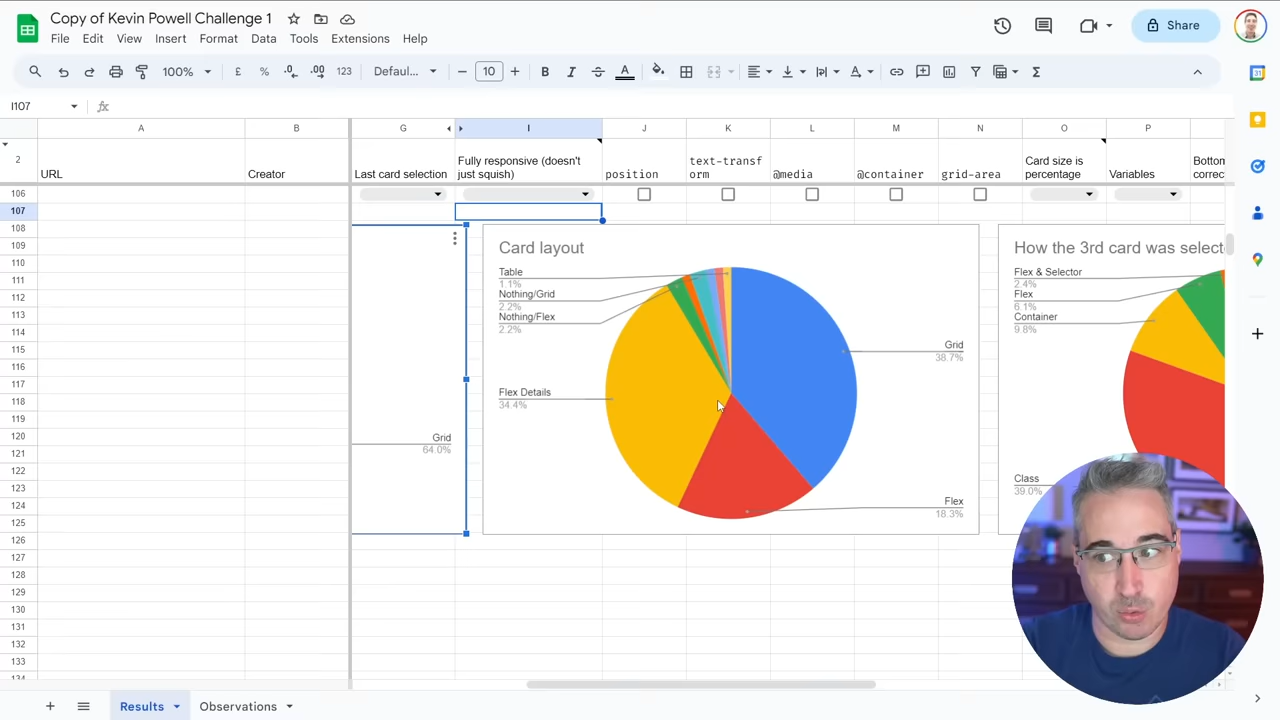 Copy of Kevin Powell Challenge 1
File Edit View Insert Format Data Tools Extensions Help
Share
100% £ % .0 .00 123 Defaul... 10 B I A Σ
I107 fx
A B G I J K L M N O P
2 URL Creator Last card selection Fully responsive (doesn't just squish) position text-transform @media @container grid-area Card size is percentage Variables Bottom correc
106
107
108
109
110
111
112
113
114
115
116
117
118
119
120
121
122
123
124
125
126
127
128
129
130
131
132
133
134
Grid
64.0%
Card layout
Table
1.1%
Nothing/Grid
2.2%
Nothing/Flex
2.2%
Flex Details
34.4%
Grid
38.7%
Flex
18.3%
How the 3rd card was select
Flex & Selector
2.4%
Flex
6.1%
Container
9.8%
Class
39.0%
Results Observations